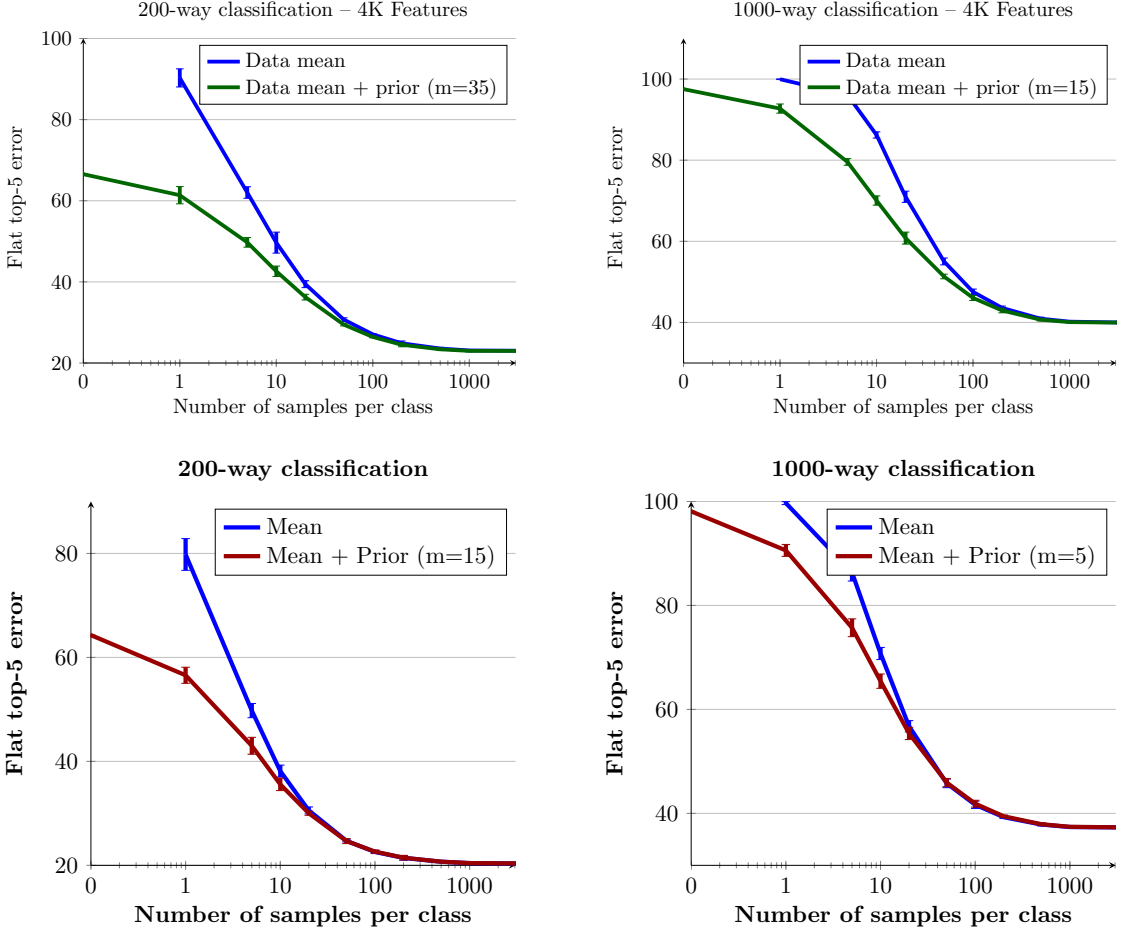 200-way classification – 4K Features
100
80
60
40
20
0 1 10 100 1000
Flat top-5 error
Number of samples per class
Data mean
Data mean + prior (m=35)
1000-way classification – 4K Features
100
80
60
40
0 1 10 100 1000
Flat top-5 error
Number of samples per class
Data mean
Data mean + prior (m=15)
200-way classification
80
60
40
20
0 1 10 100 1000
Flat top-5 error
Number of samples per class
Mean
Mean + Prior (m=15)
1000-way classification
100
80
60
40
0 1 10 100 1000
Flat top-5 error
Number of samples per class
Mean
Mean + Prior (m=5)